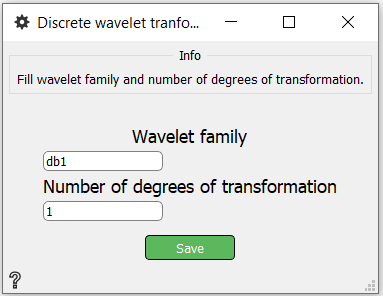 Discrete wavelet tranfo...
Info
Fill wavelet family and number of degrees of transformation.
Wavelet family
db1
Number of degrees of transformation
1
Save
?